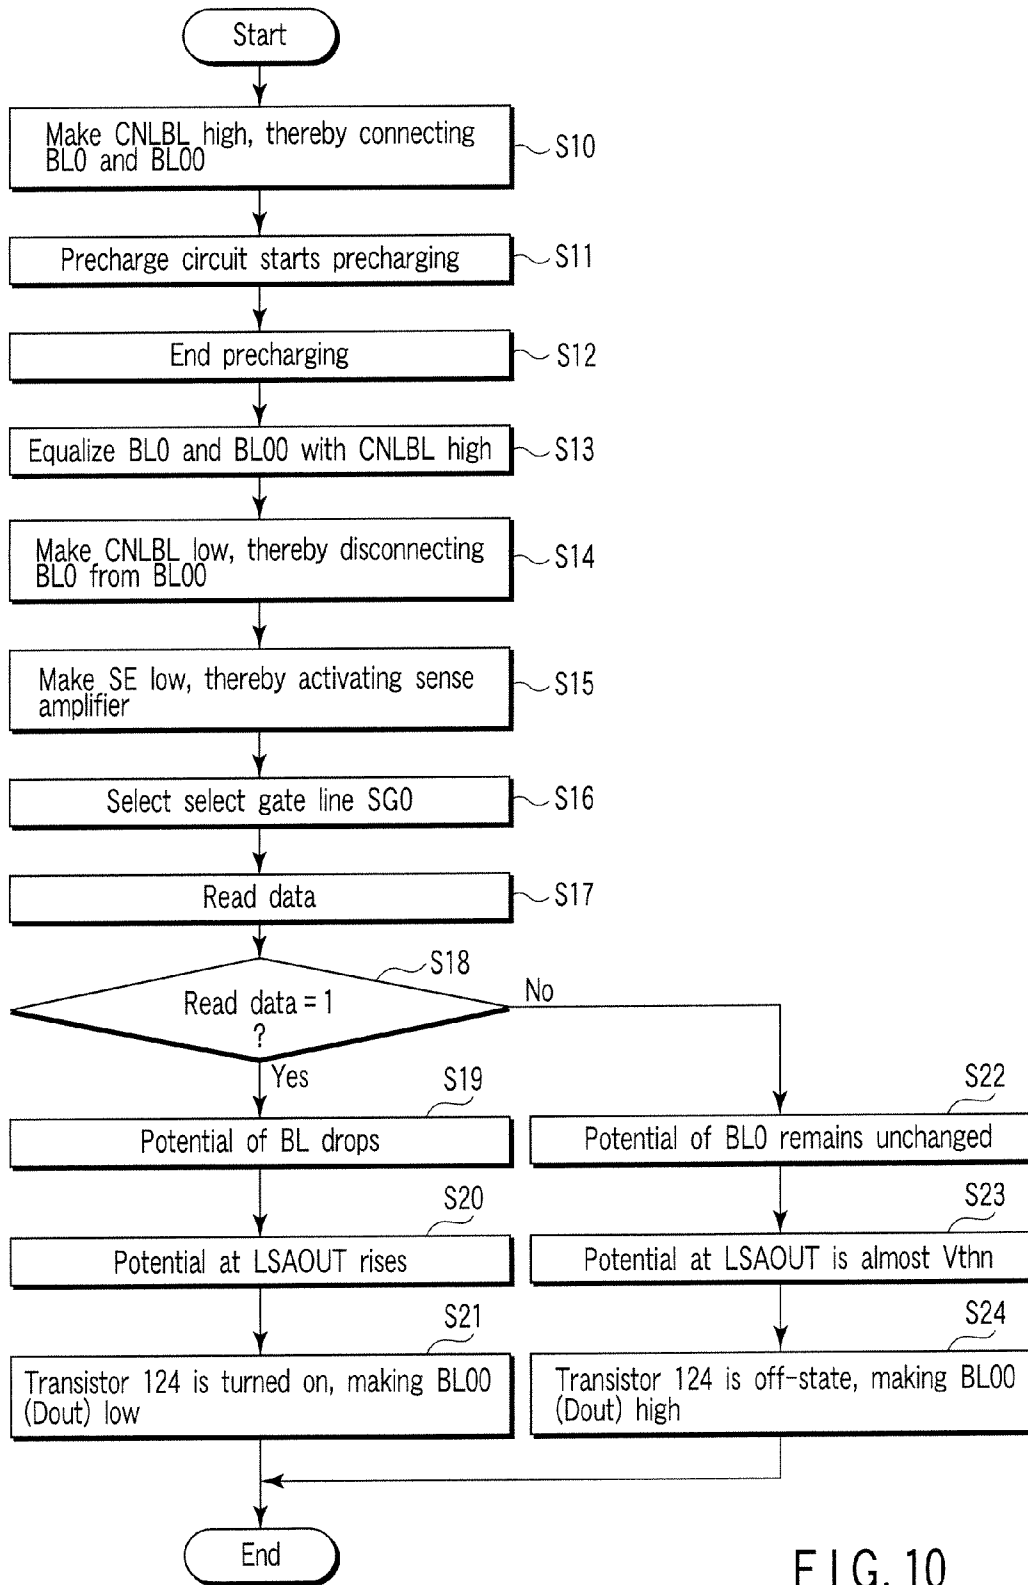 Start
Make CNLBL high, thereby connecting
BL0 and BL00
S10
Precharge circuit starts precharging
S11
End precharging
S12
Equalize BL0 and BL00 with CNLBL high
S13
Make CNLBL low, thereby disconnecting
BL0 from BL00
S14
Make SE low, thereby activating sense
amplifier
S15
Select select gate line SG0
S16
Read data
S17
S18
Read data = 1
?
No
Yes
S19
Potential of BL drops
S20
Potential at LSAOUT rises
S21
Transistor 124 is turned on, making BL00
(Dout) low
S22
Potential of BL0 remains unchanged
S23
Potential at LSAOUT is almost Vthn
S24
Transistor 124 is off-state, making BL00
(Dout) high
End
FIG. 10